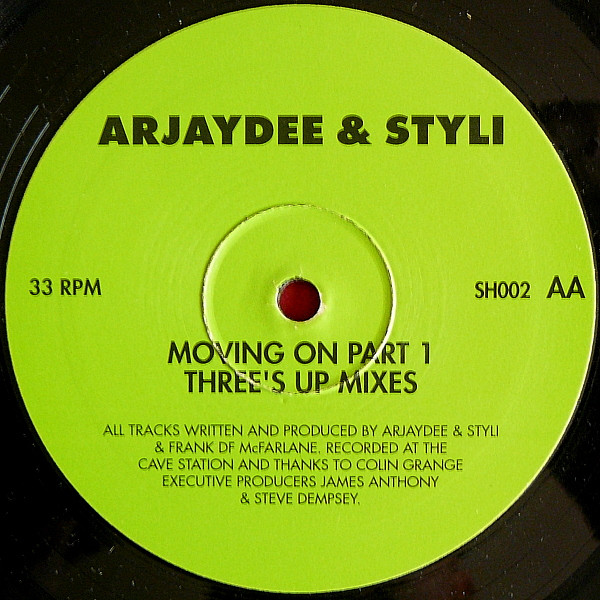 ARJAYDEE & STYLI
33 RPM
SH002 AA
MOVING ON PART 1
THREE'S UP MIXES
ALL TRACKS WRITTEN AND PRODUCED BY ARJAYDEE & STYLI
& FRANK DF McFARLANE. RECORDED AT THE
CAVE STATION AND THANKS TO COLIN GRANGE
EXECUTIVE PRODUCERS JAMES ANTHONY
& STEVE DEMPSEY.